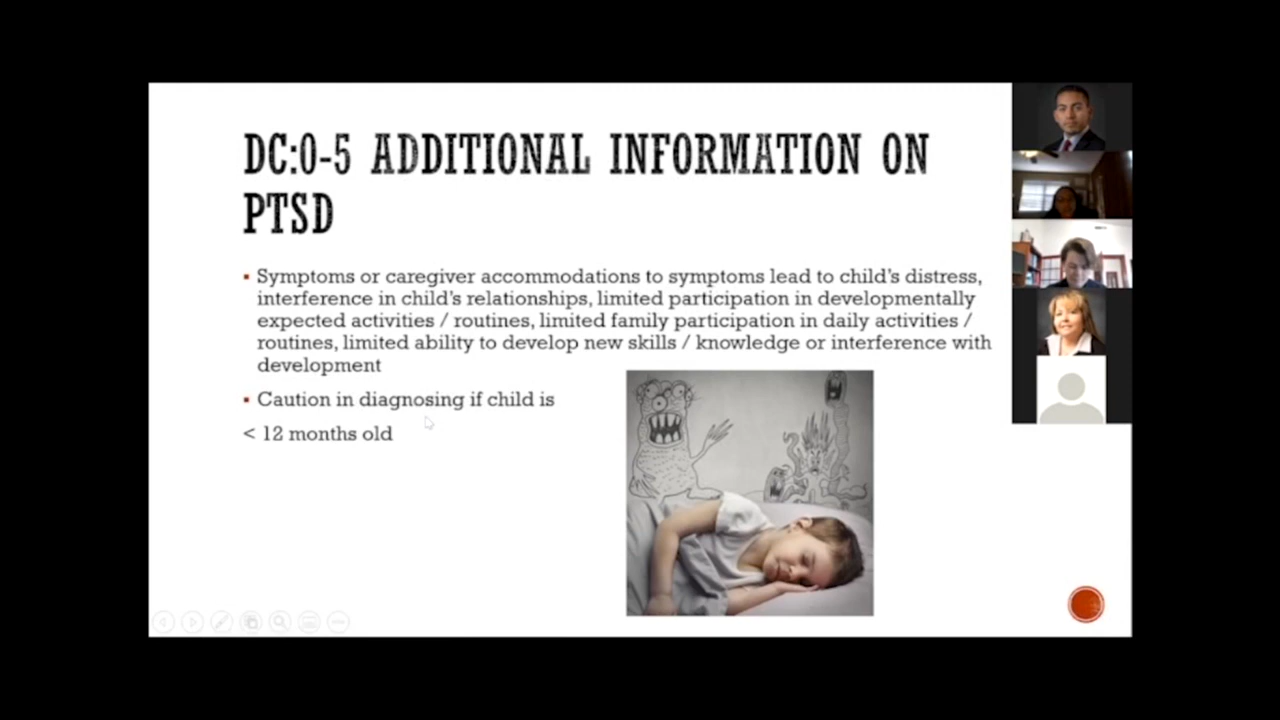 DC:0-5 ADDITIONAL INFORMATION ON
PTSD
▪ Symptoms or caregiver accommodations to symptoms lead to child's distress,
interference in child's relationships, limited participation in developmentally
expected activities / routines, limited family participation in daily activities /
routines, limited ability to develop new skills / knowledge or interference with
development
▪ Caution in diagnosing if child is
< 12 months old